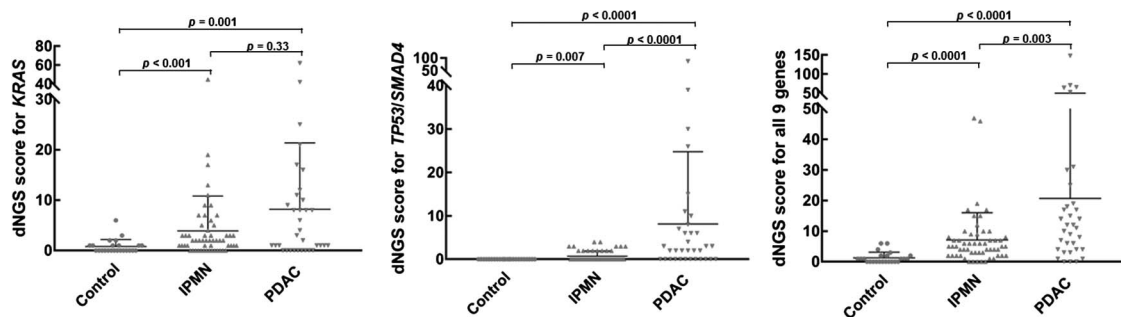 p = 0.001
p = 0.33
p < 0.001
dNGS score for KRAS
80
60
40
30
20
10
0
Control
IPMN
PDAC
p < 0.0001
p < 0.0001
p = 0.007
dNGS score for TP53/SMAD4
100
50
40
30
20
10
0
Control
IPMN
PDAC
p < 0.0001
p = 0.003
p < 0.0001
dNGS score for all 9 genes
150
100
50
50
40
30
20
10
0
Control
IPMN
PDAC